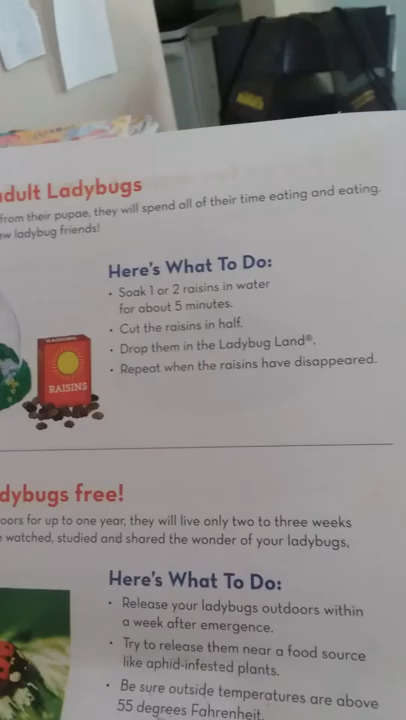 dult Ladybugs
from their pupae, they will spend all of their time eating and eating.
ew ladybug friends!
Here's What To Do:
• Soak 1 or 2 raisins in water
for about 5 minutes.
• Cut the raisins in half.
• Drop them in the Ladybug Land®.
• Repeat when the raisins have disappeared.
RAISINS
dybugs free!
oors for up to one year, they will live only two to three weeks
watched, studied and shared the wonder of your ladybugs,
Here's What To Do:
• Release your ladybugs outdoors within
a week after emergence.
• Try to release them near a food source
like aphid-infested plants.
• Be sure outside temperatures are above
55 degrees Fahrenheit.